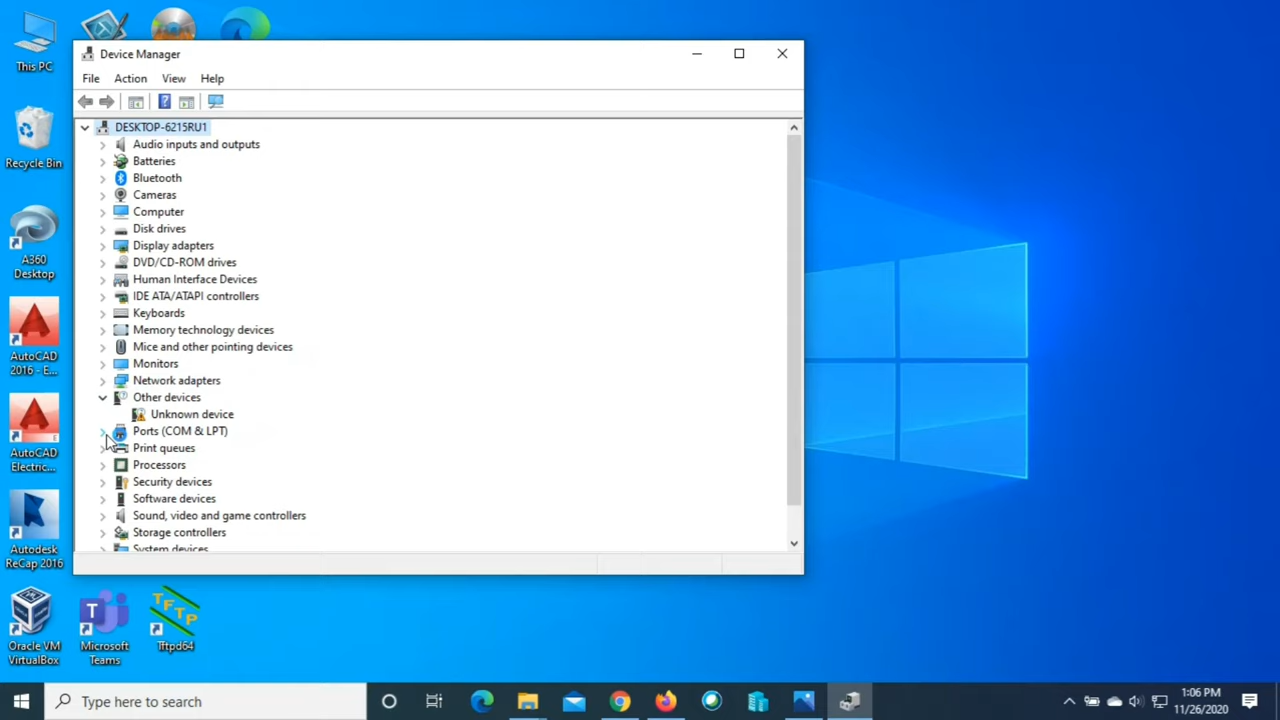 This PC
Recycle Bin
A360
Desktop
AutoCAD
2016 - E...
AutoCAD
Electric...
Autodesk
ReCap 2016
Oracle VM
VirtualBox
Microsoft
Teams
TFTP
Tftpd64
Device Manager
File Action View Help
DESKTOP-6215RU1
Audio inputs and outputs
Batteries
Bluetooth
Cameras
Computer
Disk drives
Display adapters
DVD/CD-ROM drives
Human Interface Devices
IDE ATA/ATAPI controllers
Keyboards
Memory technology devices
Mice and other pointing devices
Monitors
Network adapters
Other devices
Unknown device
Ports (COM & LPT)
Print queues
Processors
Security devices
Software devices
Sound, video and game controllers
Storage controllers
System devices
Type here to search
1:06 PM
11/26/2020